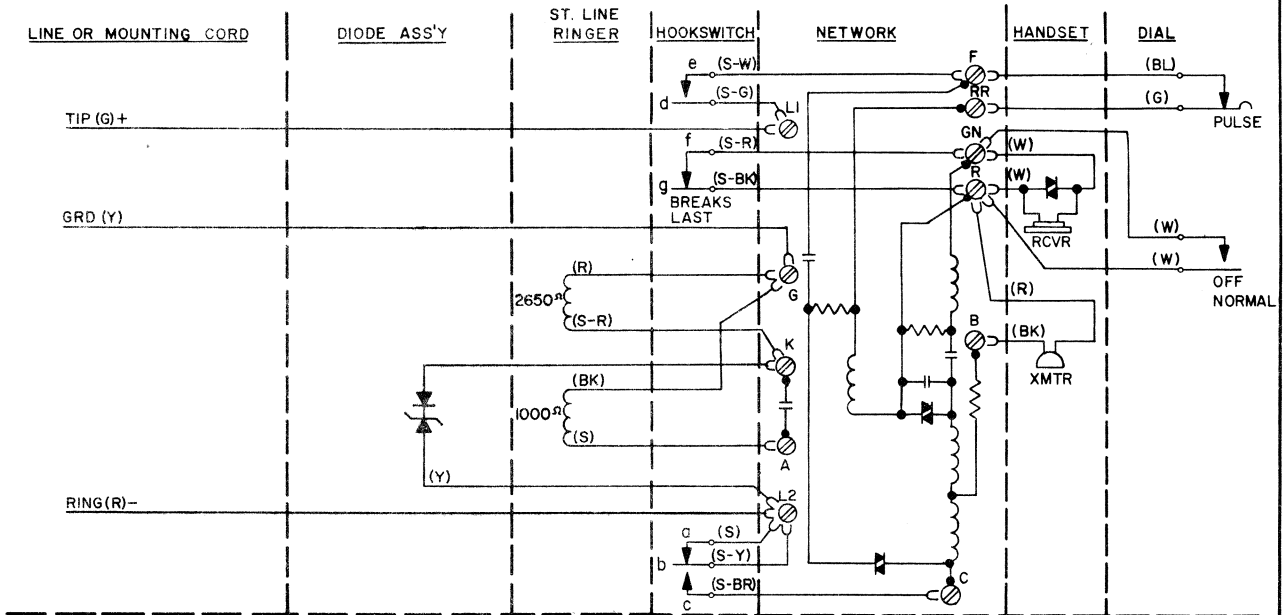 LINE OR MOUNTING CORD
DIODE ASS'Y
ST. LINE
RINGER
HOOKSWITCH
NETWORK
HANDSET
DIAL
e
(S-W)
F
(BL)
d
(S-G)
L1
RR
(G)
TIP (G)+
PULSE
f
(S-R)
GN
(W)
g
(S-BK)
R
(W)
BREAKS
LAST
RCVR
GRD (Y)
(W)
(R)
G
(W)
OFF
NORMAL
2650Ω
(S-R)
(R)
K
B
(BK)
XMTR
(BK)
1000Ω
(S)
A
(Y)
L2
RING (R)-
a
(S)
b
(S-Y)
(S-BR)
c
C